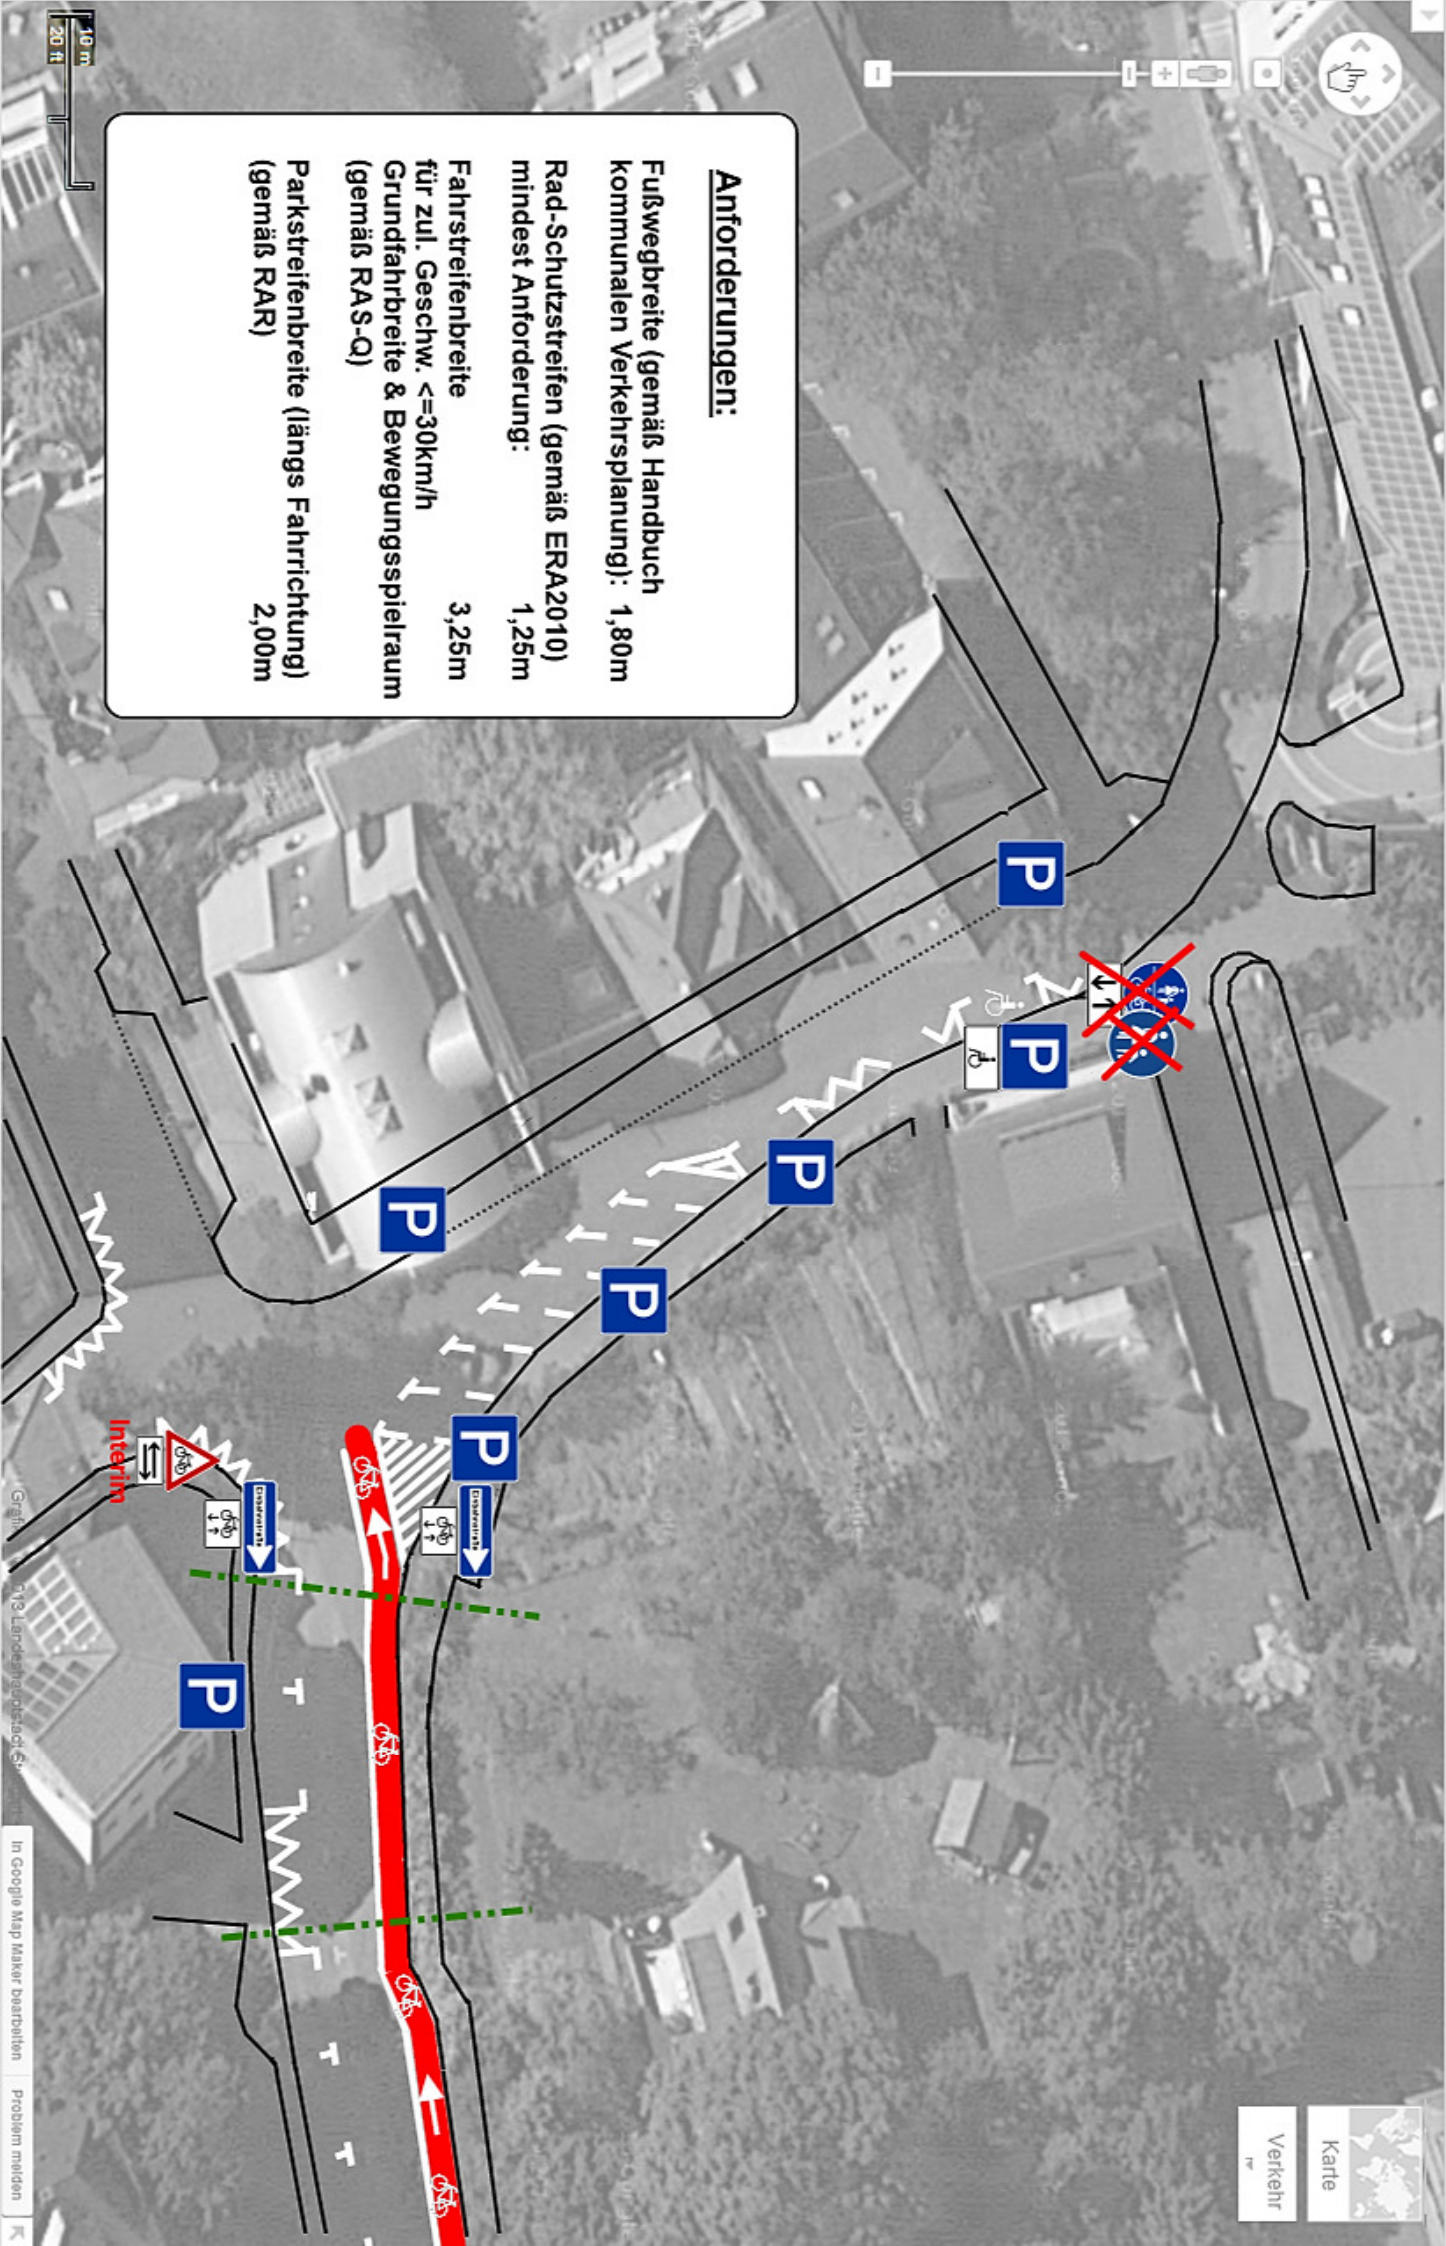 Anforderungen:
Fußwegbreite (gemäß Handbuch
kommunalen Verkehrsplanung): 1,80m
Rad-Schutzstreifen (gemäß ERA2010)
mindest Anforderung: 1,25m
Fahrstreifenbreite 3,25m
für zul. Geschw. <=30km/h
Grundfahrbreite & Bewegungsspielraum
(gemäß RAS-Q)
Parkstreifenbreite (längs Fahrrichtung)
(gemäß RAR) 2,00m
10 m
20 ft
P
P
P
P
P
P
P
Einbahnstraße
Einbahnstraße
Interim
Karte
Verkehr
In Google Map Maker bearbeiten
Problem melden